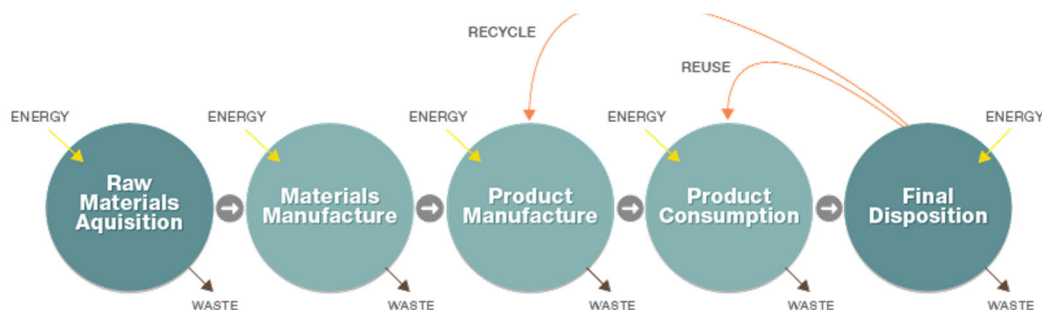 RECYCLE
REUSE
ENERGY
ENERGY
ENERGY
ENERGY
ENERGY
Raw
Materials
Aquisition
Materials
Manufacture
Product
Manufacture
Product
Consumption
Final
Disposition
WASTE
WASTE
WASTE
WASTE
WASTE